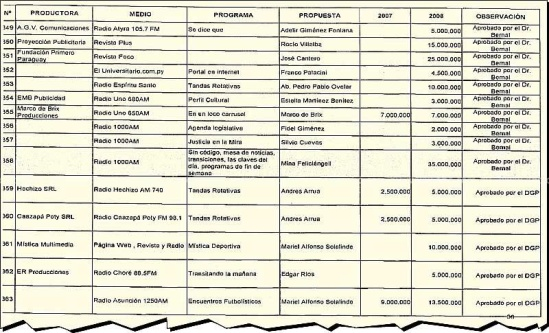 Nº PRODUCTORA MEDIO PROGRAMA PROPUESTA 2007 2008 OBSERVACIÓN
349 A.G.V. Comunicaciones Radio Atyra 105.7 FM Se dice que Adelir Giménez Fontana 5.000.000 Aprobado por el Dr. Bernal
350 Proyección Publicitaria Revista Plus Rocío Villalba 15.000.000 Aprobado por el Dr. Bernal
351 Fundación Primero Paraguay Revista Foco José Cantero 25.000.000 Aprobado por el Dr. Bernal
352 El Universitario.com.py Portal de internet Franco Palacini 4.500.000 Aprobado por el Dr. Bernal
353 Radio Espíritu Santo Tandas Rotativas Ab. Pedro Pablo Ovelar 10.000.000 Aprobado por el Dr. Bernal
354 EMB Publicidad Radio Uno 680AM Perfil Cultural Estella Martínez Benítez 3.000.000 Aprobado por el Dr. Bernal
355 Marco de Brix Producciones Radio Uno 650AM En un loco carrusel Marco de Brix 7.000.000 7.000.000 Aprobado por el Dr. Bernal
356 Radio 1000AM Agenda legislativa Fidel Giménez 2.000.000 Aprobado por el Dr. Bernal
357 Radio 1000AM Justicia en la Mira Silvio Cuevas 3.000.000 Aprobado por el Dr. Bernal
358 Radio 1000AM Sin código, mesa de noticias, transiciones, las claves del día, programas de fin de semana Mina Feliciángeli 35.000.000 Aprobado por el Dr. Bernal
359 Hechizo SRL Radio Hechizo AM 740 Tandas Rotativas Andres Arrua 2.500.000 5.000.000 Aprobado por el DGP
360 Caazapá Poty SRL Radio Caazapá Poty FM 90.1 Tandas Rotativas Andres Arrua 2.500.000 5.000.000 Aprobado por el DGP
361 Mística Multimedio Página Web , Revista y Radio Mística Deportiva Mariel Alfonso Solalinde 10.000.000 Aprobado por el DGP
362 ER Producciones Radio Choré 88.5FM Transitando la mañana Edgar Ríos 5.000.000 Aprobado por el DGP
363 Radio Asunción 1250AM Encuentros Futbolísticos Mariel Alfonso Solalinde 9.000.000 13.500.000 Aprobado por el DGP